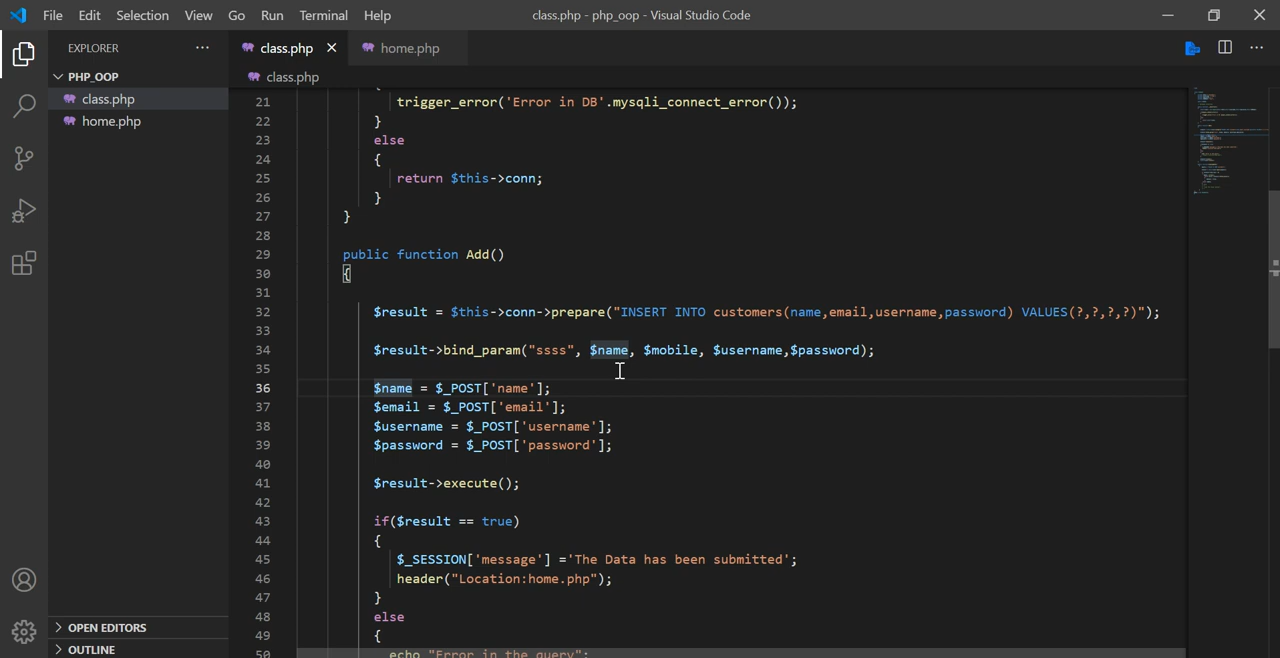 File Edit Selection View Go Run Terminal Help class.php - php_oop - Visual Studio Code
EXPLORER
PHP_OOP
class.php
home.php
OPEN EDITORS
OUTLINE
class.php home.php
class.php
21 trigger_error('Error in DB'.mysqli_connect_error());
22 }
23 else
24 {
25 return $this->conn;
26 }
27 }
28
29 public function Add()
30 {
31
32 $result = $this->conn->prepare("INSERT INTO customers(name,email,username,password) VALUES(?,?,?,?)");
33
34 $result->bind_param("ssss", $name, $mobile, $username,$password);
35
36 $name = $_POST['name'];
37 $email = $_POST['email'];
38 $username = $_POST['username'];
39 $password = $_POST['password'];
40
41 $result->execute();
42
43 if($result == true)
44 {
45 $_SESSION['message'] ='The Data has been submitted';
46 header("Location:home.php");
47 }
48 else
49 {
50 echo "Error in the query";